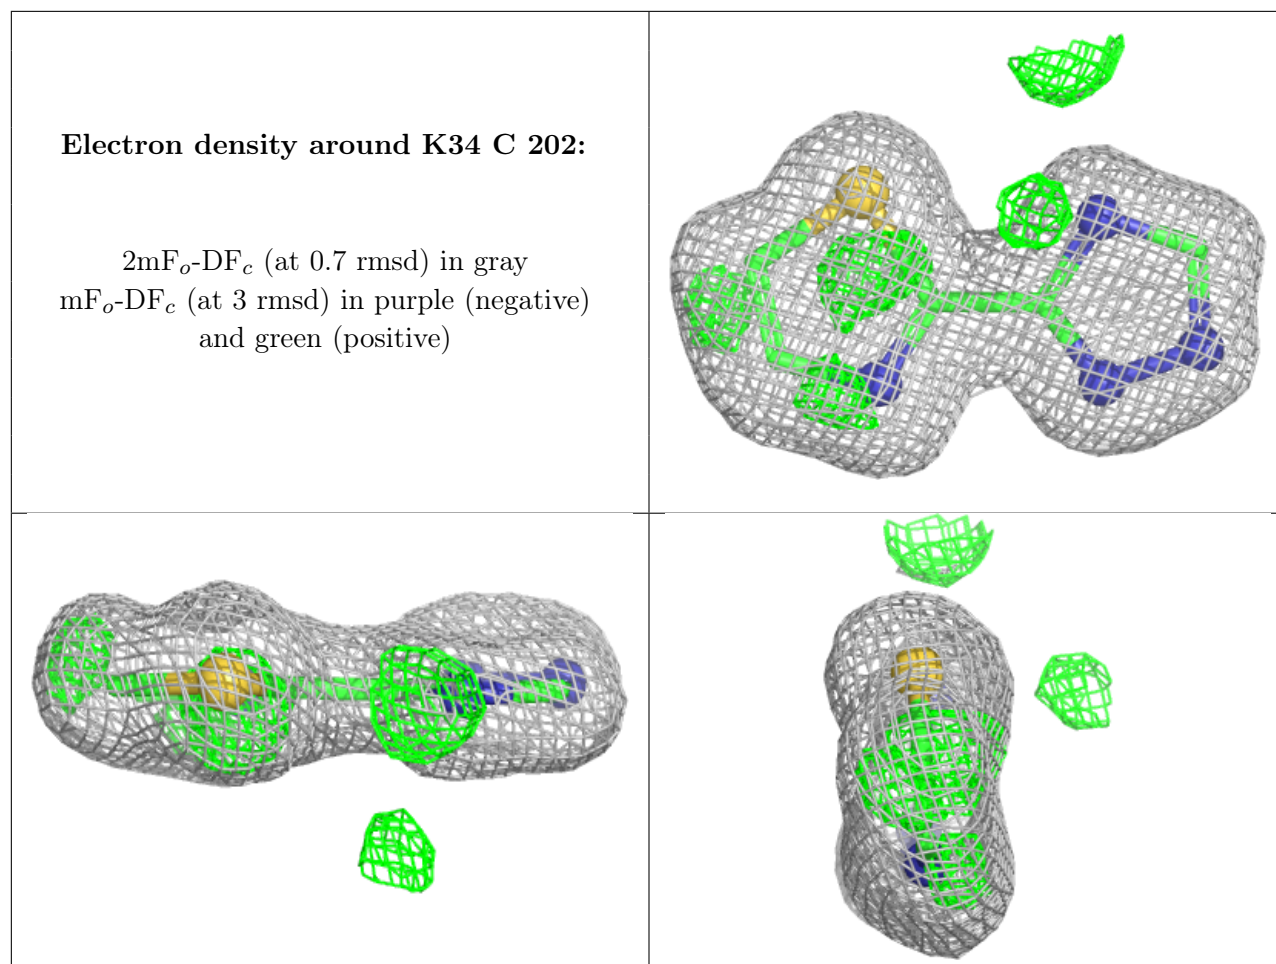 Electron density around K34 C 202:
2mFo-DFc (at 0.7 rmsd) in gray
mFo-DFc (at 3 rmsd) in purple (negative)
and green (positive)